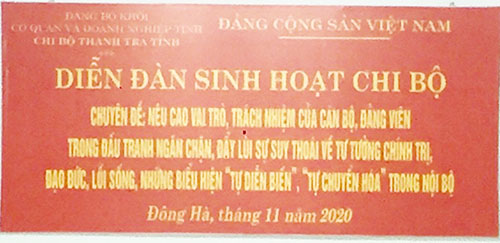 ĐẢNG BỘ KHỐI
CƠ QUAN VÀ DOANH NGHIỆP TỈNH
CHI BỘ THANH TRA TỈNH
ĐẢNG CỘNG SẢN VIỆT NAM
DIỄN ĐÀN SINH HOẠT CHI BỘ
CHUYÊN ĐỀ: NÊU CAO VAI TRÒ, TRÁCH NHIỆM CỦA CÁN BỘ, ĐẢNG VIÊN
TRONG ĐẤU TRANH NGĂN CHẶN, ĐẨY LÙI SỰ SUY THOÁI VỀ TƯ TƯỞNG CHÍNH TRỊ,
ĐẠO ĐỨC, LỐI SỐNG, NHỮNG BIỂU HIỆN "TỰ DIỄN BIẾN", "TỰ CHUYỂN HÓA" TRONG NỘI BỘ
Đông Hà, tháng 11 năm 2020